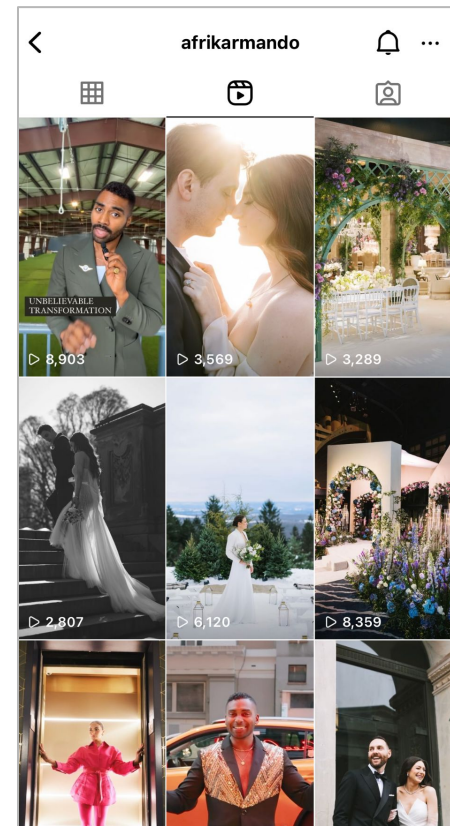 afrikarmando
UNBELIEVABLE
TRANSFORMATION
8,903
3,569
3,289
2,807
6,120
8,359